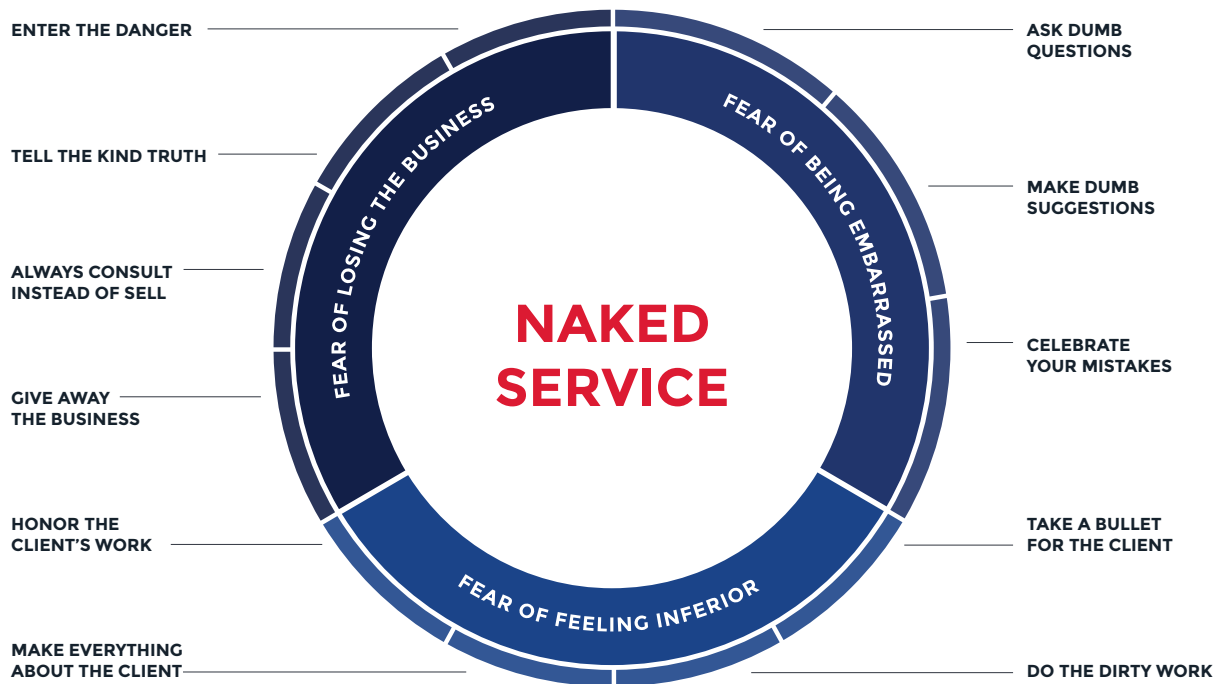 ENTER THE DANGER
TELL THE KIND TRUTH
ALWAYS CONSULT
INSTEAD OF SELL
GIVE AWAY
THE BUSINESS
HONOR THE
CLIENT'S WORK
MAKE EVERYTHING
ABOUT THE CLIENT
FEAR OF LOSING THE BUSINESS
FEAR OF BEING EMBARRASSED
FEAR OF FEELING INFERIOR
NAKED
SERVICE
ASK DUMB
QUESTIONS
MAKE DUMB
SUGGESTIONS
CELEBRATE
YOUR MISTAKES
TAKE A BULLET
FOR THE CLIENT
DO THE DIRTY WORK